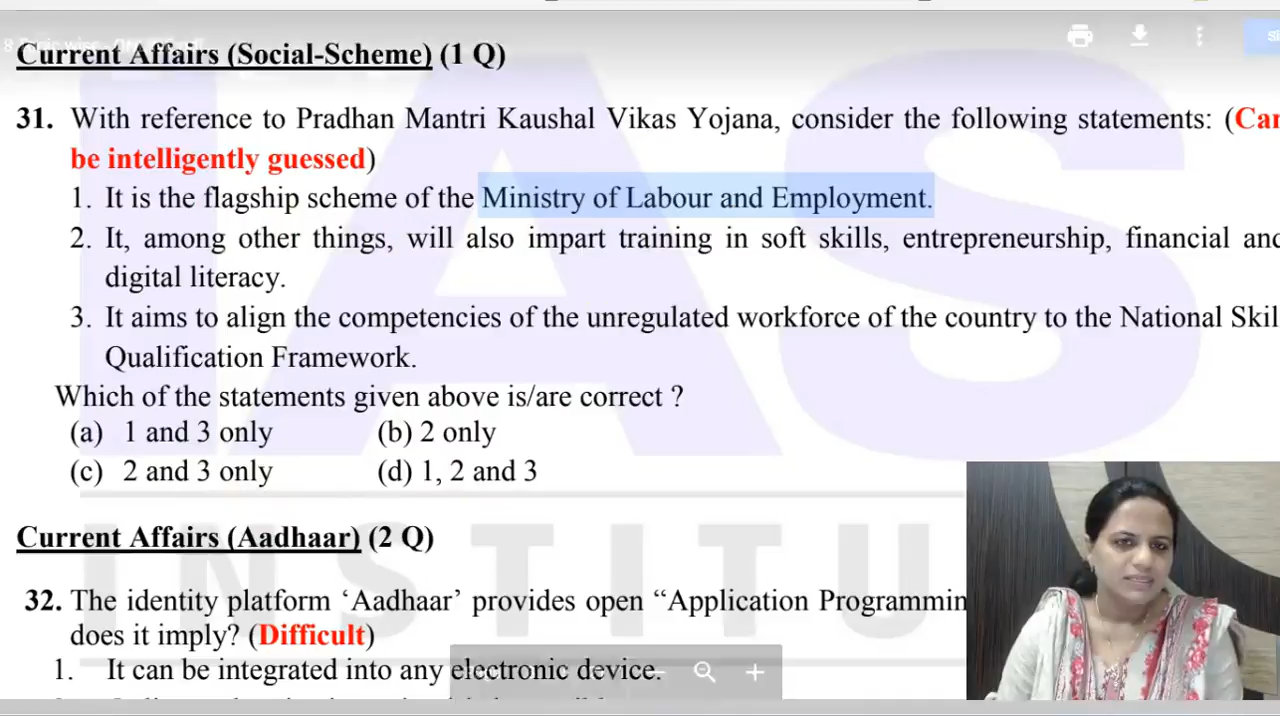 Current Affairs (Social-Scheme) (1 Q)
31. With reference to Pradhan Mantri Kaushal Vikas Yojana, consider the following statements: (Can
be intelligently guessed)
1. It is the flagship scheme of the Ministry of Labour and Employment.
2. It, among other things, will also impart training in soft skills, entrepreneurship, financial and
digital literacy.
3. It aims to align the competencies of the unregulated workforce of the country to the National Skil
Qualification Framework.
Which of the statements given above is/are correct ?
(a) 1 and 3 only (b) 2 only
(c) 2 and 3 only (d) 1, 2 and 3
Current Affairs (Aadhaar) (2 Q)
32. The identity platform ‘Aadhaar’ provides open “Application Programmin
does it imply? (Difficult)
1. It can be integrated into any electronic device.
IAS
INSTITU